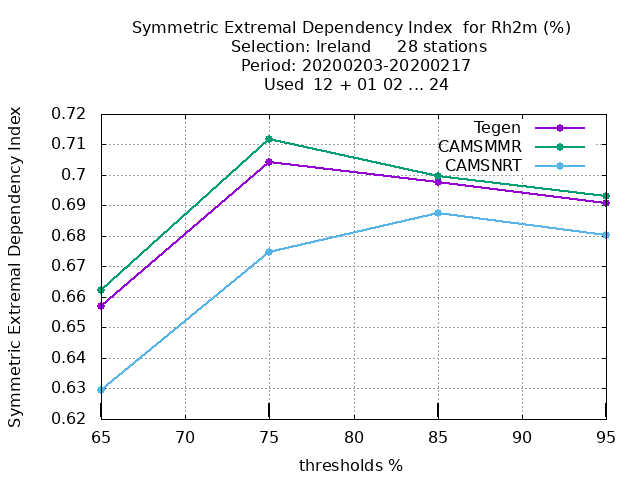 Symmetric Extremal Dependency Index  for Rh2m (%)
Selection: Ireland     28 stations
Period: 20200203-20200217
Used  12 + 01 02 ... 24
Symmetric Extremal Dependency Index
0.72
0.71
0.7
0.69
0.68
0.67
0.66
0.65
0.64
0.63
0.62
Tegen
CAMSMMR
CAMSNRT
65 70 75 80 85 90 95
thresholds %